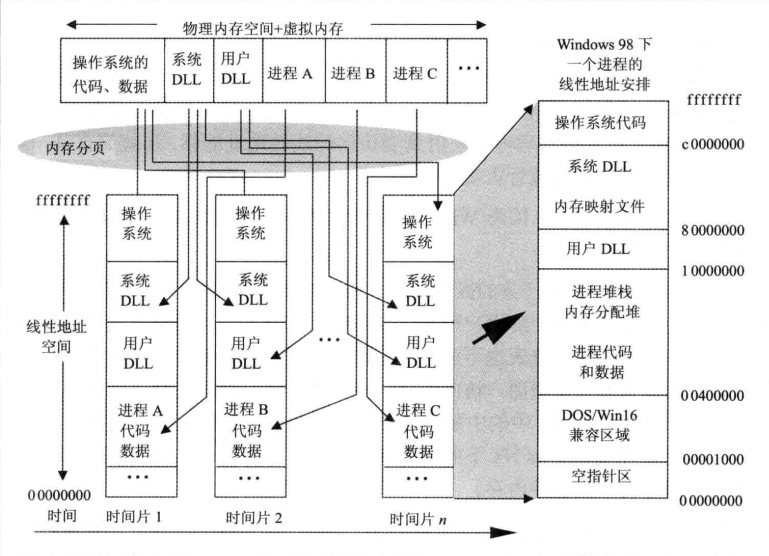 物理内存空间+虚拟内存
操作系统的
代码、数据
系统
DLL
用户
DLL
进程 A
进程 B
进程 C
···
内存分页
ffffffff
线性地址
空间
00000000
操作
系统
系统
DLL
用户
DLL
进程 A
代码
数据
···
操作
系统
系统
DLL
用户
DLL
进程 B
代码
数据
···
···
操作
系统
系统
DLL
用户
DLL
进程 C
代码
数据
···
时间
时间片 1
时间片 2
时间片 n
Windows 98 下
一个进程的
线性地址安排
ffffffff
操作系统代码
c0000000
系统 DLL
内存映射文件
80000000
用户 DLL
10000000
进程堆栈
内存分配堆
进程代码
和数据
00400000
DOS/Win16
兼容区域
00001000
空指针区
00000000